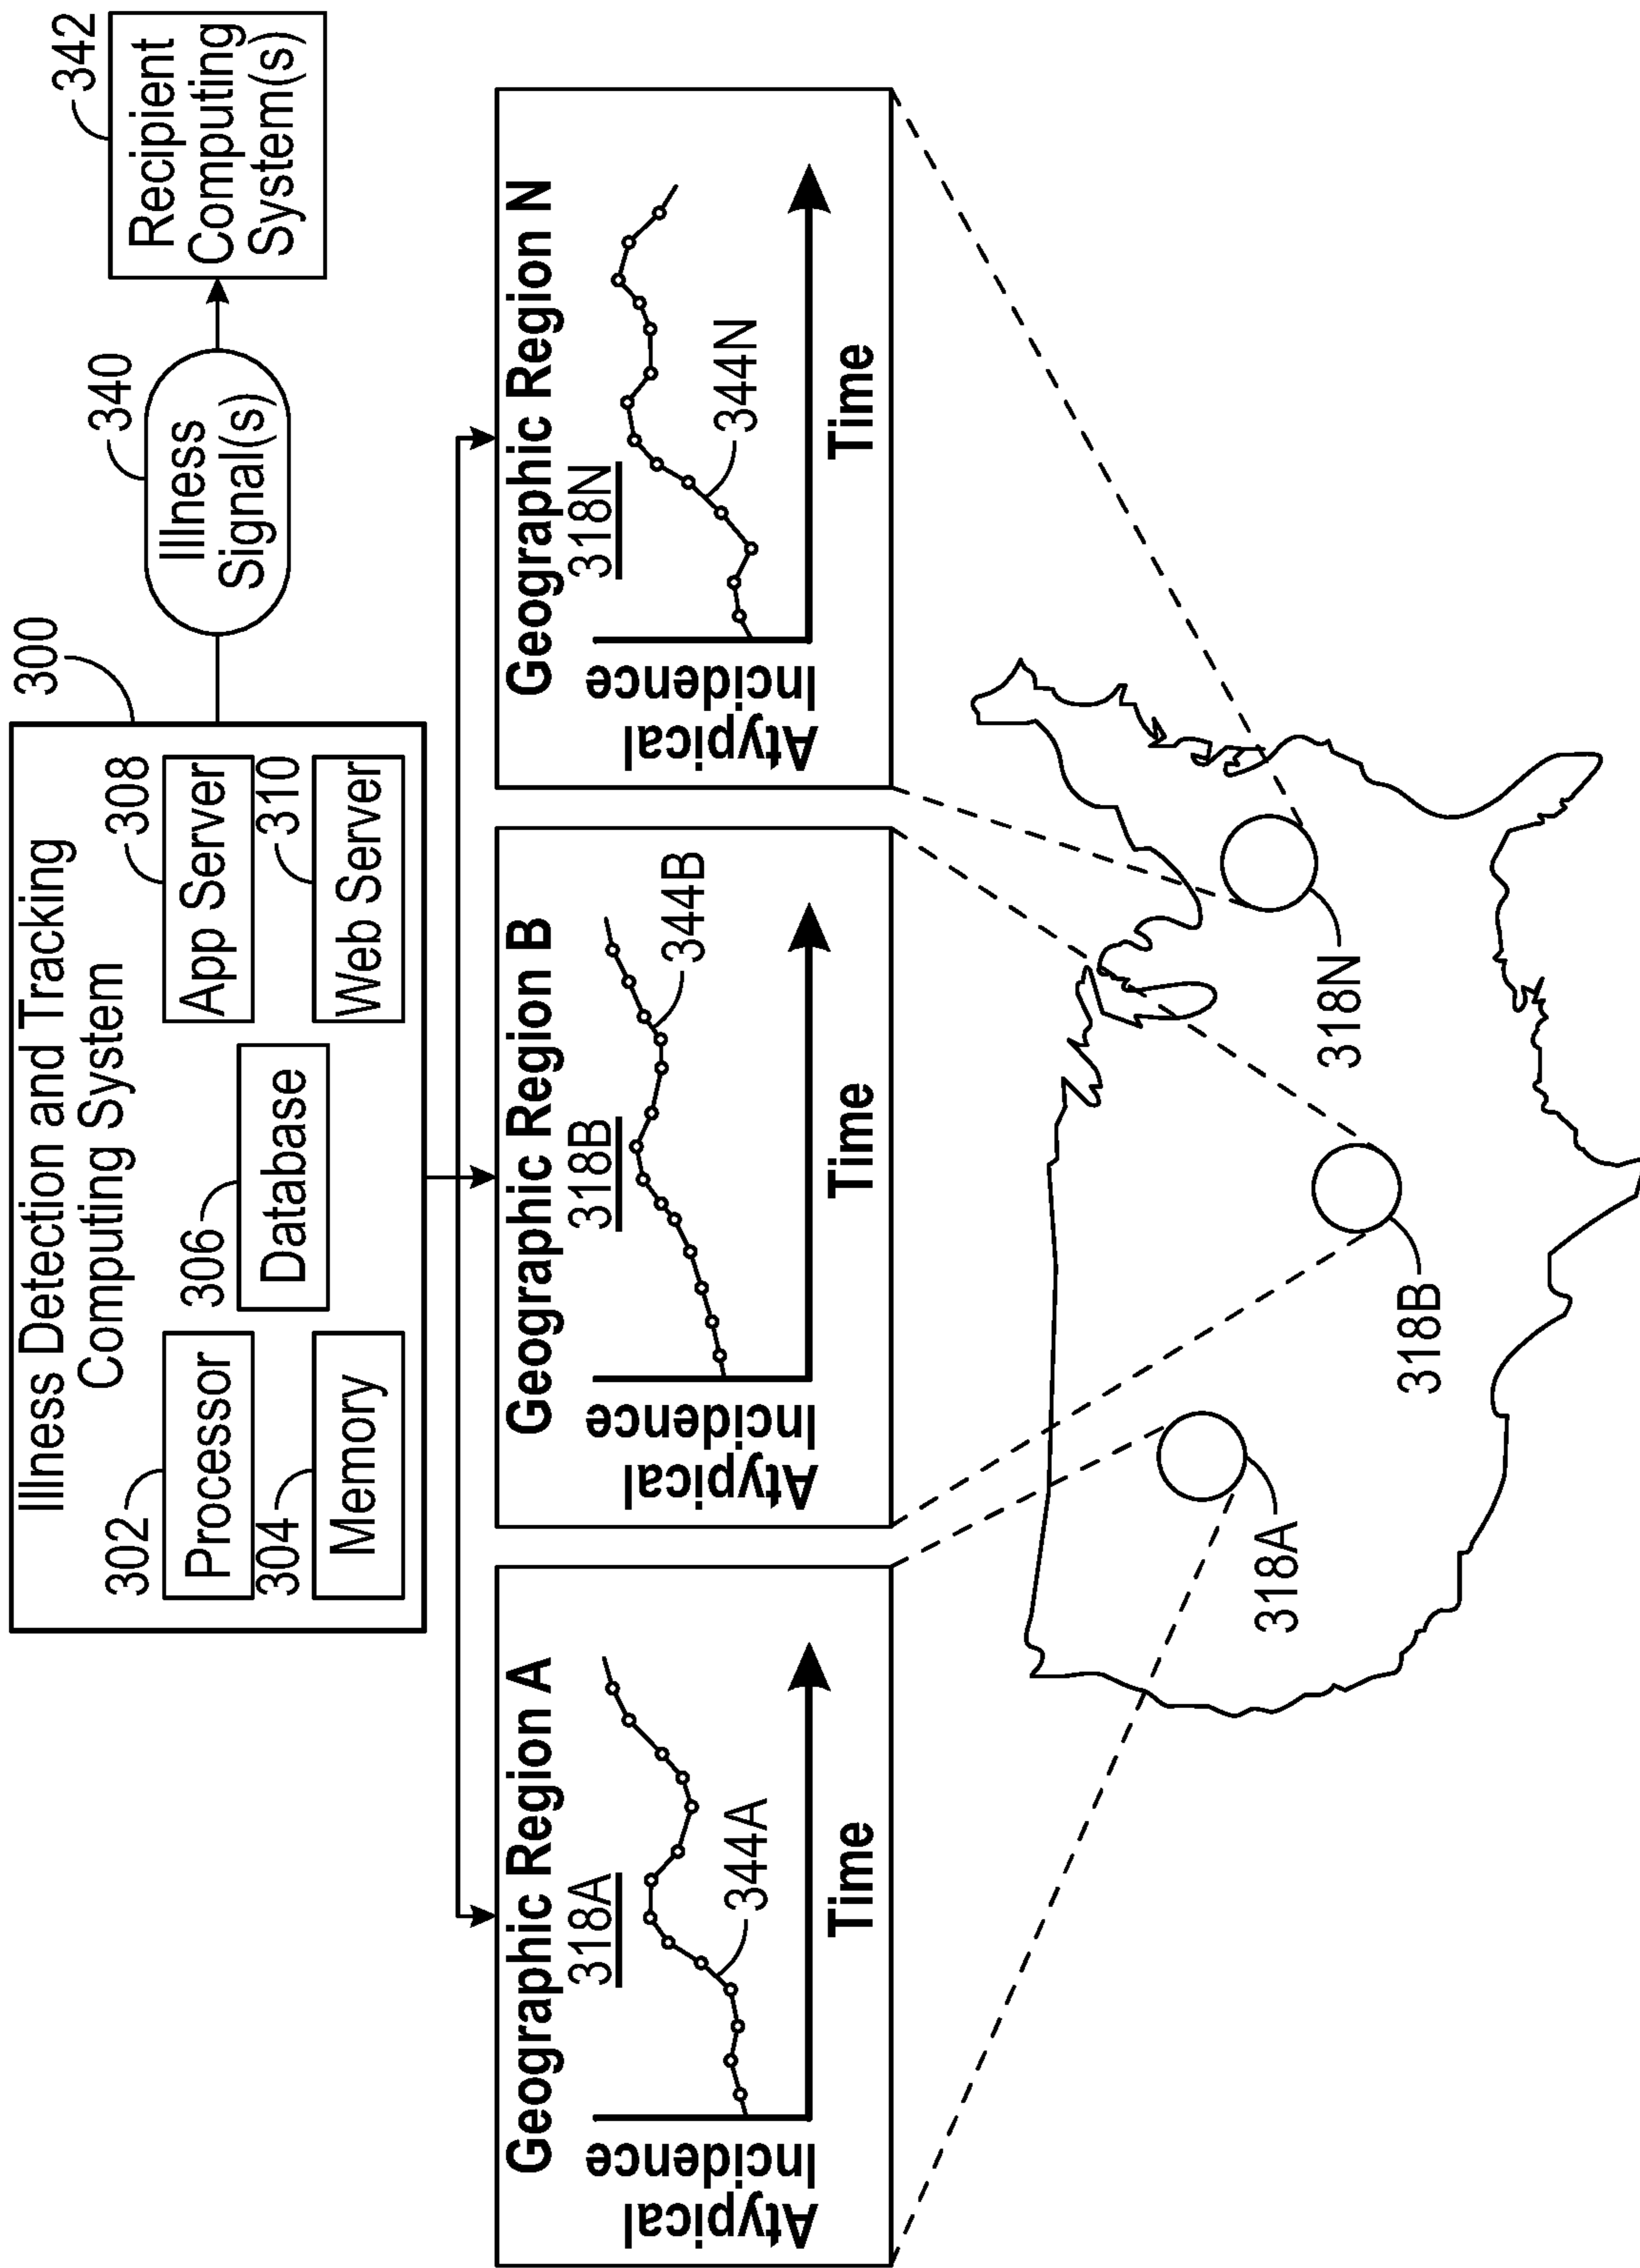 Illness Detection and Tracking
Computing System
300
302
Processor
304
Memory
306
Database
308
App Server
310
Web Server
340
Illness
Signal(s)
342
Recipient
Computing
System(s)
Geographic Region A
318A
Atypical
Incidence
344A
Time
Geographic Region B
318B
Atypical
Incidence
344B
Time
Geographic Region N
318N
Atypical
Incidence
344N
Time
318A
318B
318N